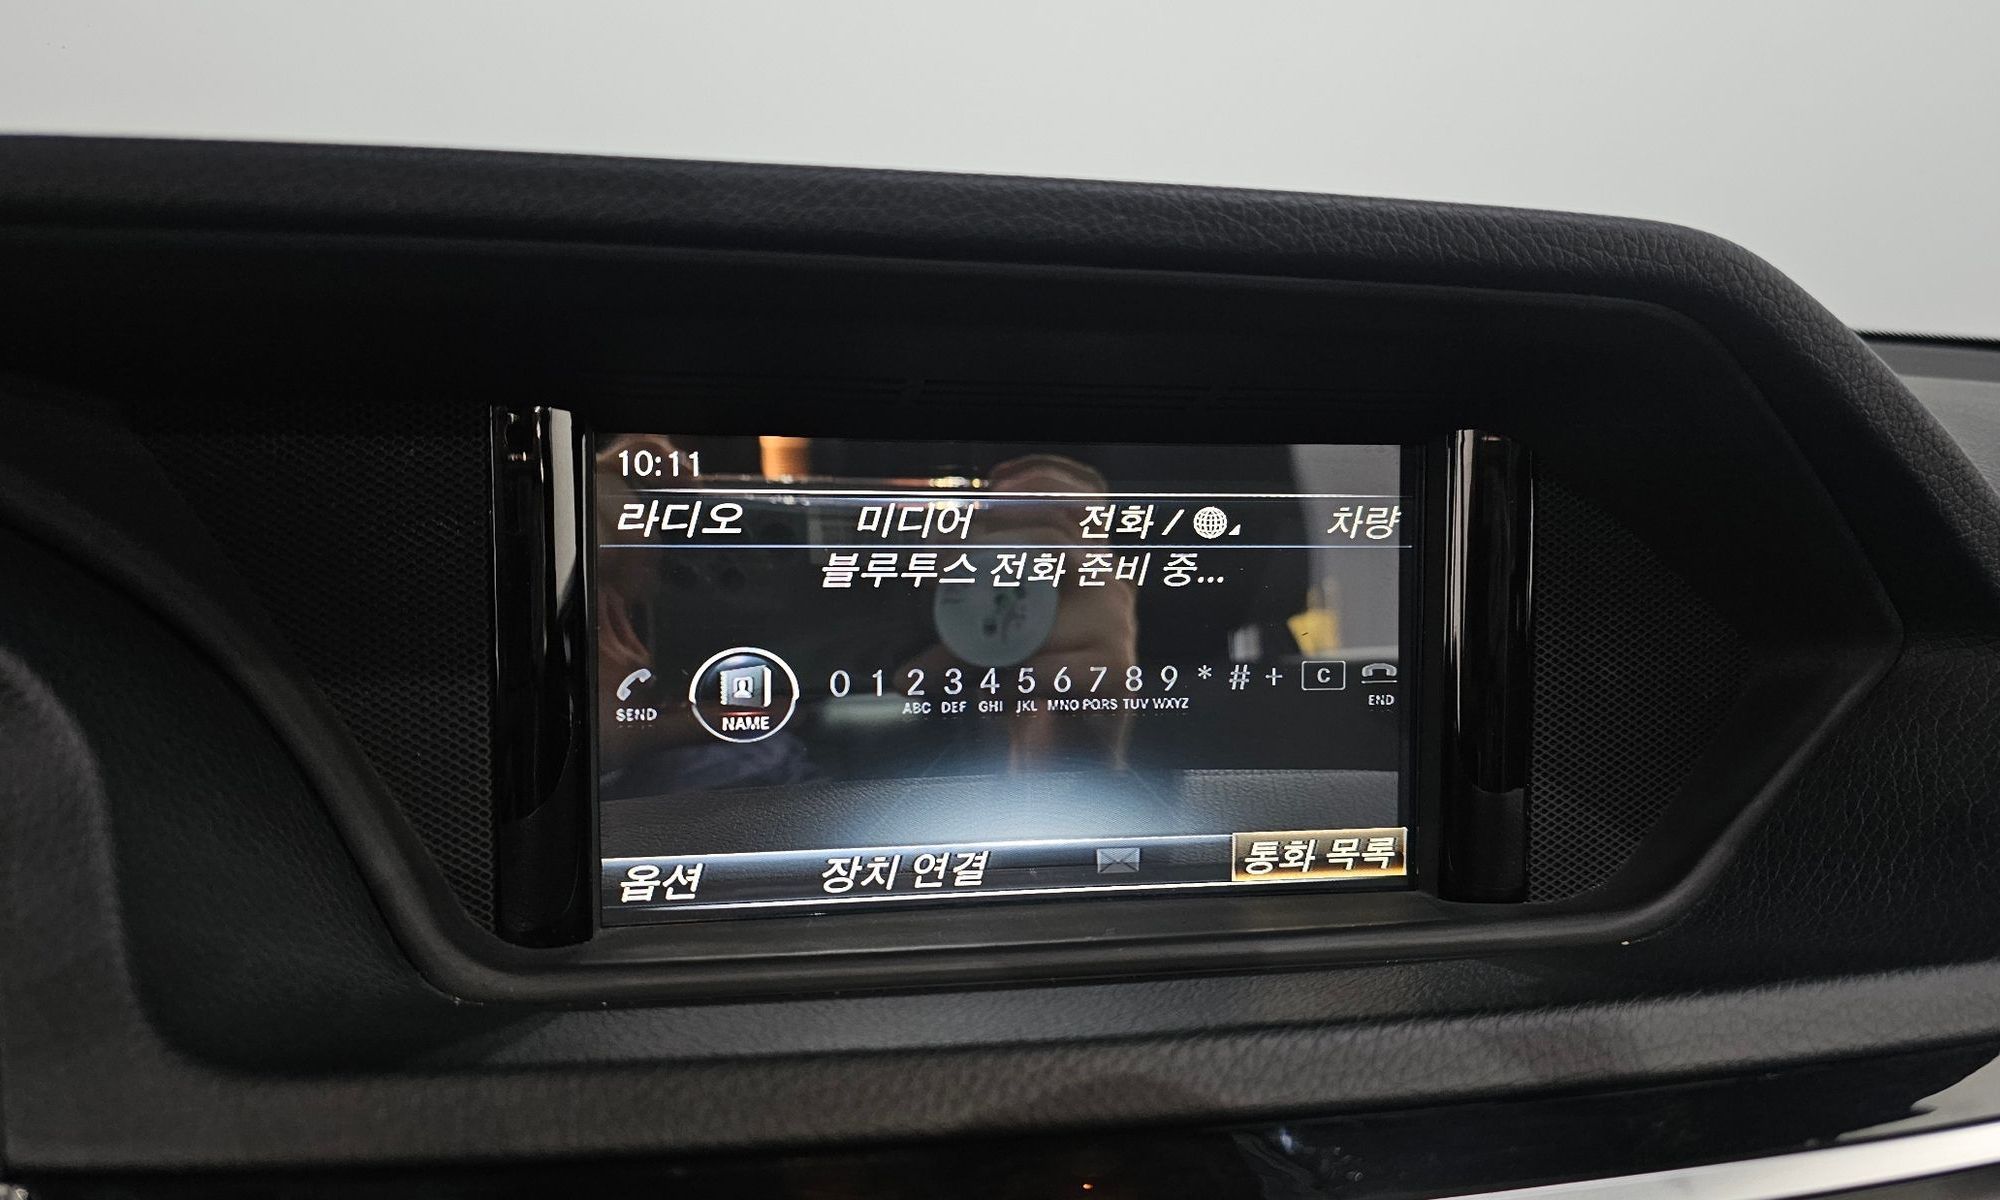 10:11
라디오 미디어 전화 / 차량
블루투스 전화 준비 중...
SEND NAME 0 1 2 3 4 5 6 7 8 9 * # + C END
ABC DEF GHI JKL MNO PQRS TUV WXYZ
옵션 장치 연결 통화 목록